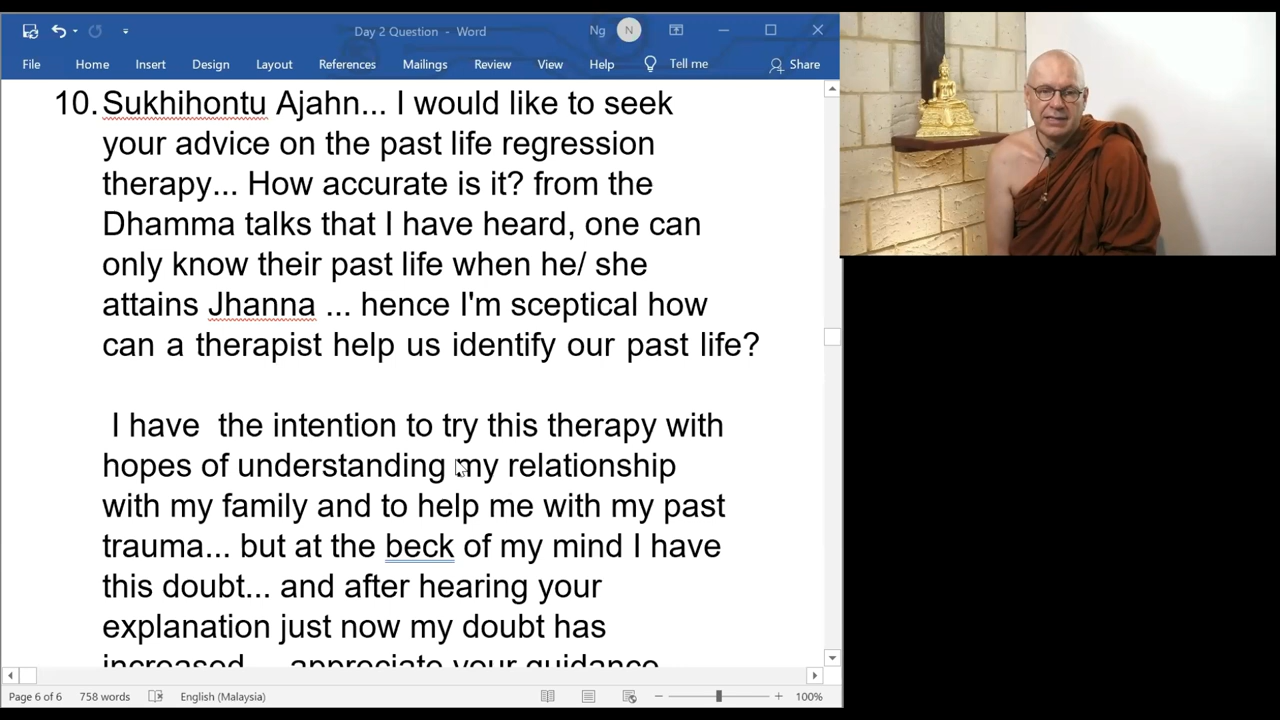 Day 2 Question - Word
Ng N
File Home Insert Design Layout References Mailings Review View Help Tell me Share
10. Sukhihontu Ajahn... I would like to seek
your advice on the past life regression
therapy... How accurate is it? from the
Dhamma talks that I have heard, one can
only know their past life when he/ she
attains Jhanna ... hence I'm sceptical how
can a therapist help us identify our past life?
I have the intention to try this therapy with
hopes of understanding my relationship
with my family and to help me with my past
trauma... but at the beck of my mind I have
this doubt... and after hearing your
explanation just now my doubt has
increased... appreciate your guidance
Page 6 of 6 758 words English (Malaysia) 100%